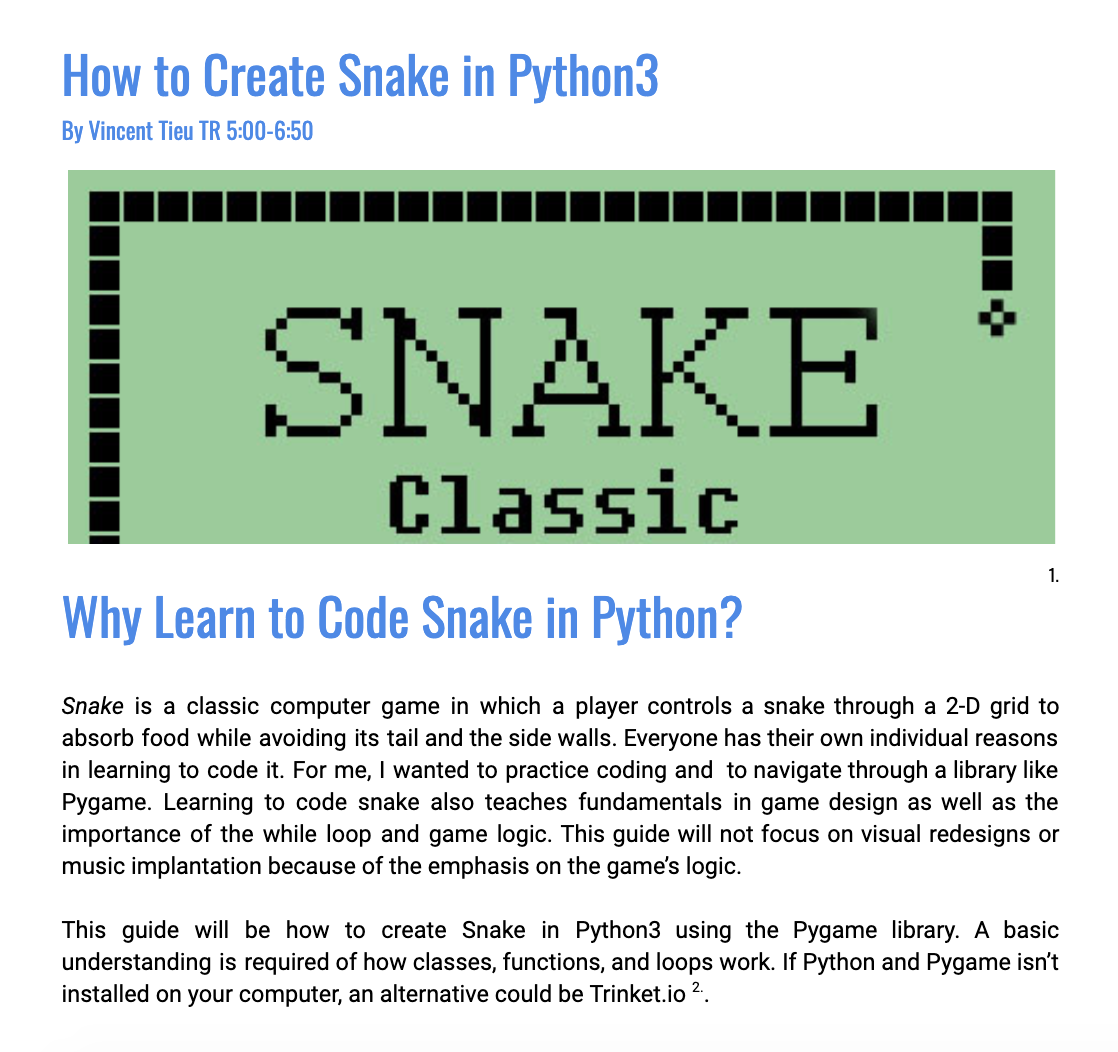 How to Create Snake in Python3
By Vincent Tieu TR 5:00-6:50
SNAKE
Classic
1.
Why Learn to Code Snake in Python?
Snake is a classic computer game in which a player controls a snake through a 2-D grid to
absorb food while avoiding its tail and the side walls. Everyone has their own individual reasons
in learning to code it. For me, I wanted to practice coding and  to navigate through a library like
Pygame. Learning to code snake also teaches fundamentals in game design as well as the
importance of the while loop and game logic. This guide will not focus on visual redesigns or
music implantation because of the emphasis on the game’s logic.
This guide will be how to create Snake in Python3 using the Pygame library. A basic
understanding is required of how classes, functions, and loops work. If Python and Pygame isn’t
installed on your computer, an alternative could be Trinket.io 2..